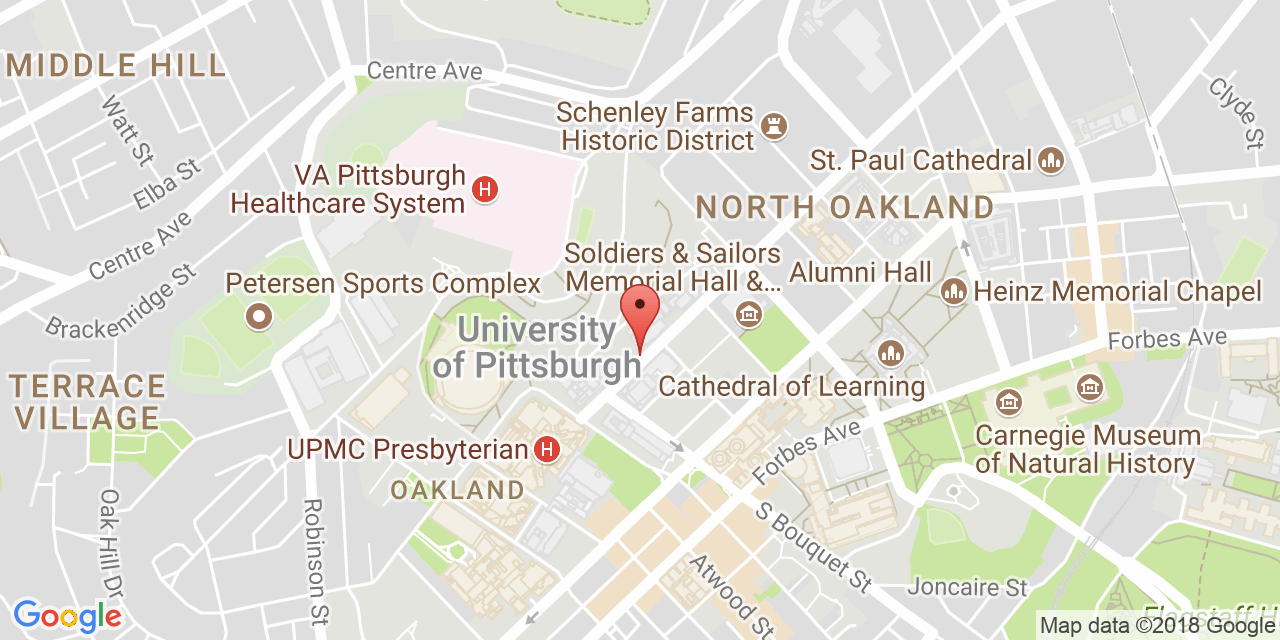 MIDDLE HILL
Centre Ave
Clyde St
Watt St
Schenley Farms
Historic District
St. Paul Cathedral
Elba St
VA Pittsburgh
Healthcare System
NORTH OAKLAND
Centre Ave
Soldiers & Sailors
Memorial Hall &...
Alumni Hall
Petersen Sports Complex
Heinz Memorial Chapel
Brackenridge St
University
of Pittsburgh
Forbes Ave
TERRACE
VILLAGE
Cathedral of Learning
Carnegie Museum
of Natural History
UPMC Presbyterian
Forbes Ave
OAKLAND
Oak Hill Dr
Robinson St
S Bouquet St
Atwood St
Joncaire St
Google
Map data ©2018 Google